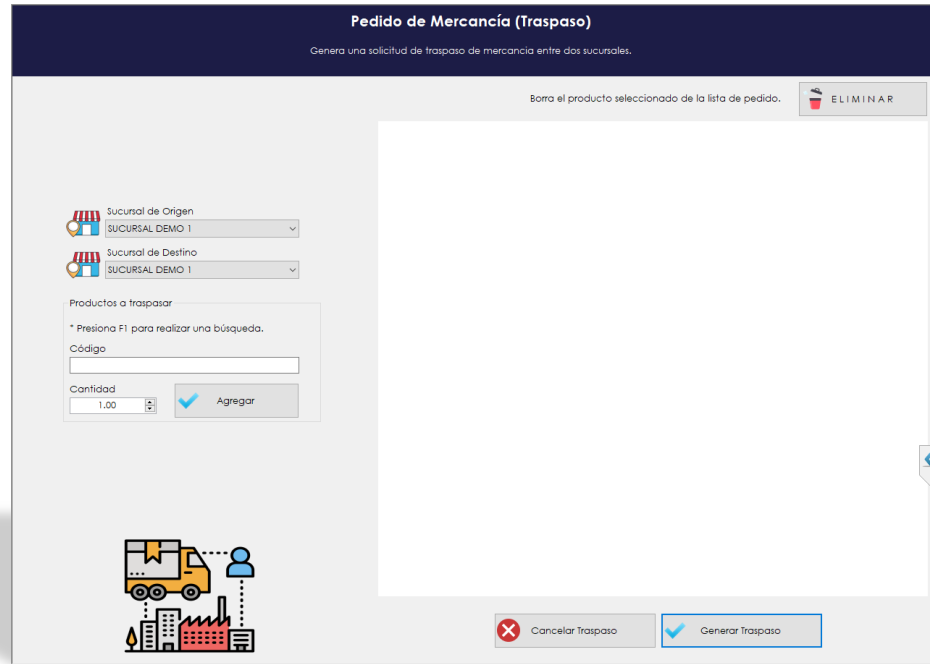 Pedido de Mercancía (Traspaso)
Genera una solicitud de traspaso de mercancia entre dos sucursales.
Borra el producto seleccionado de la lista de pedido.
ELIMINAR
Sucursal de Origen
SUCURSAL DEMO 1
Sucursal de Destino
SUCURSAL DEMO 1
Productos a traspasar
* Presiona F1 para realizar una búsqueda.
Código
Cantidad
1.00
Agregar
Cancelar Traspaso
Generar Traspaso